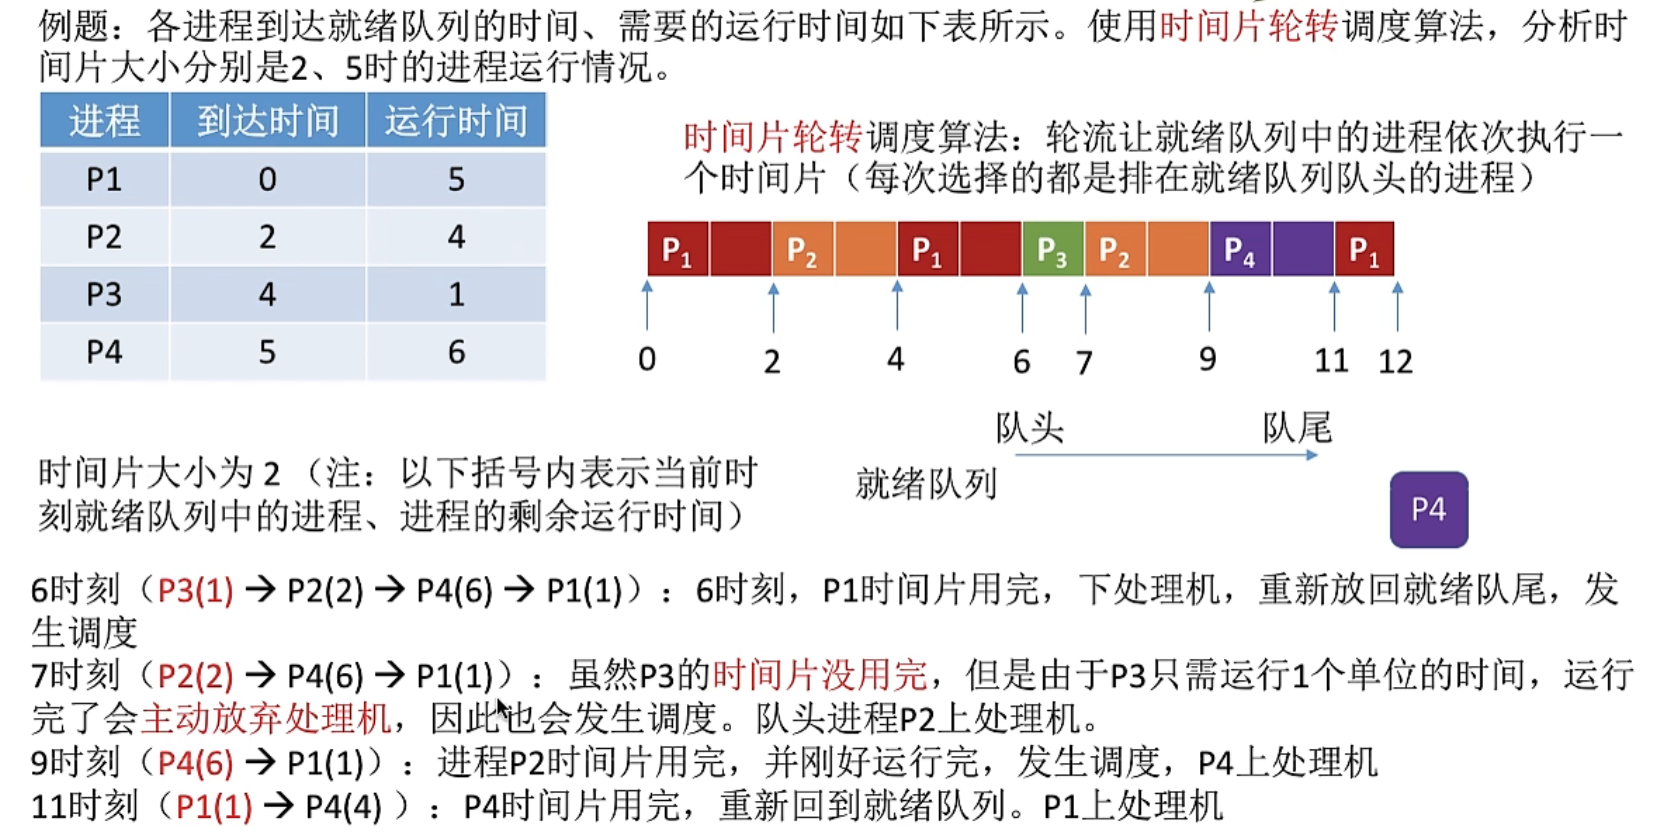 例题：各进程到达就绪队列的时间、需要的运行时间如下表所示。使用时间片轮转调度算法，分析时
间片大小分别是2、5时的进程运行情况。
进程 到达时间 运行时间
P1 0 5
P2 2 4
P3 4 1
P4 5 6
时间片轮转调度算法：轮流让就绪队列中的进程依次执行一
个时间片（每次选择的都是排在就绪队列队头的进程）
P1 P2 P1 P3 P2 P4 P1
0 2 4 6 7 9 11 12
队头 队尾
就绪队列
P4
时间片大小为 2 （注：以下括号内表示当前时
刻就绪队列中的进程、进程的剩余运行时间）
6时刻（P3(1) → P2(2) → P4(6) → P1(1)）：6时刻，P1时间片用完，下处理机，重新放回就绪队尾，发
生调度
7时刻（P2(2) → P4(6) → P1(1)）：虽然P3的时间片没用完，但是由于P3只需运行1个单位的时间，运行
完了会主动放弃处理机，因此也会发生调度。队头进程P2上处理机。
9时刻（P4(6) → P1(1)）：进程P2时间片用完，并刚好运行完，发生调度，P4上处理机
11时刻（P1(1) → P4(4) ）：P4时间片用完，重新回到就绪队列。P1上处理机